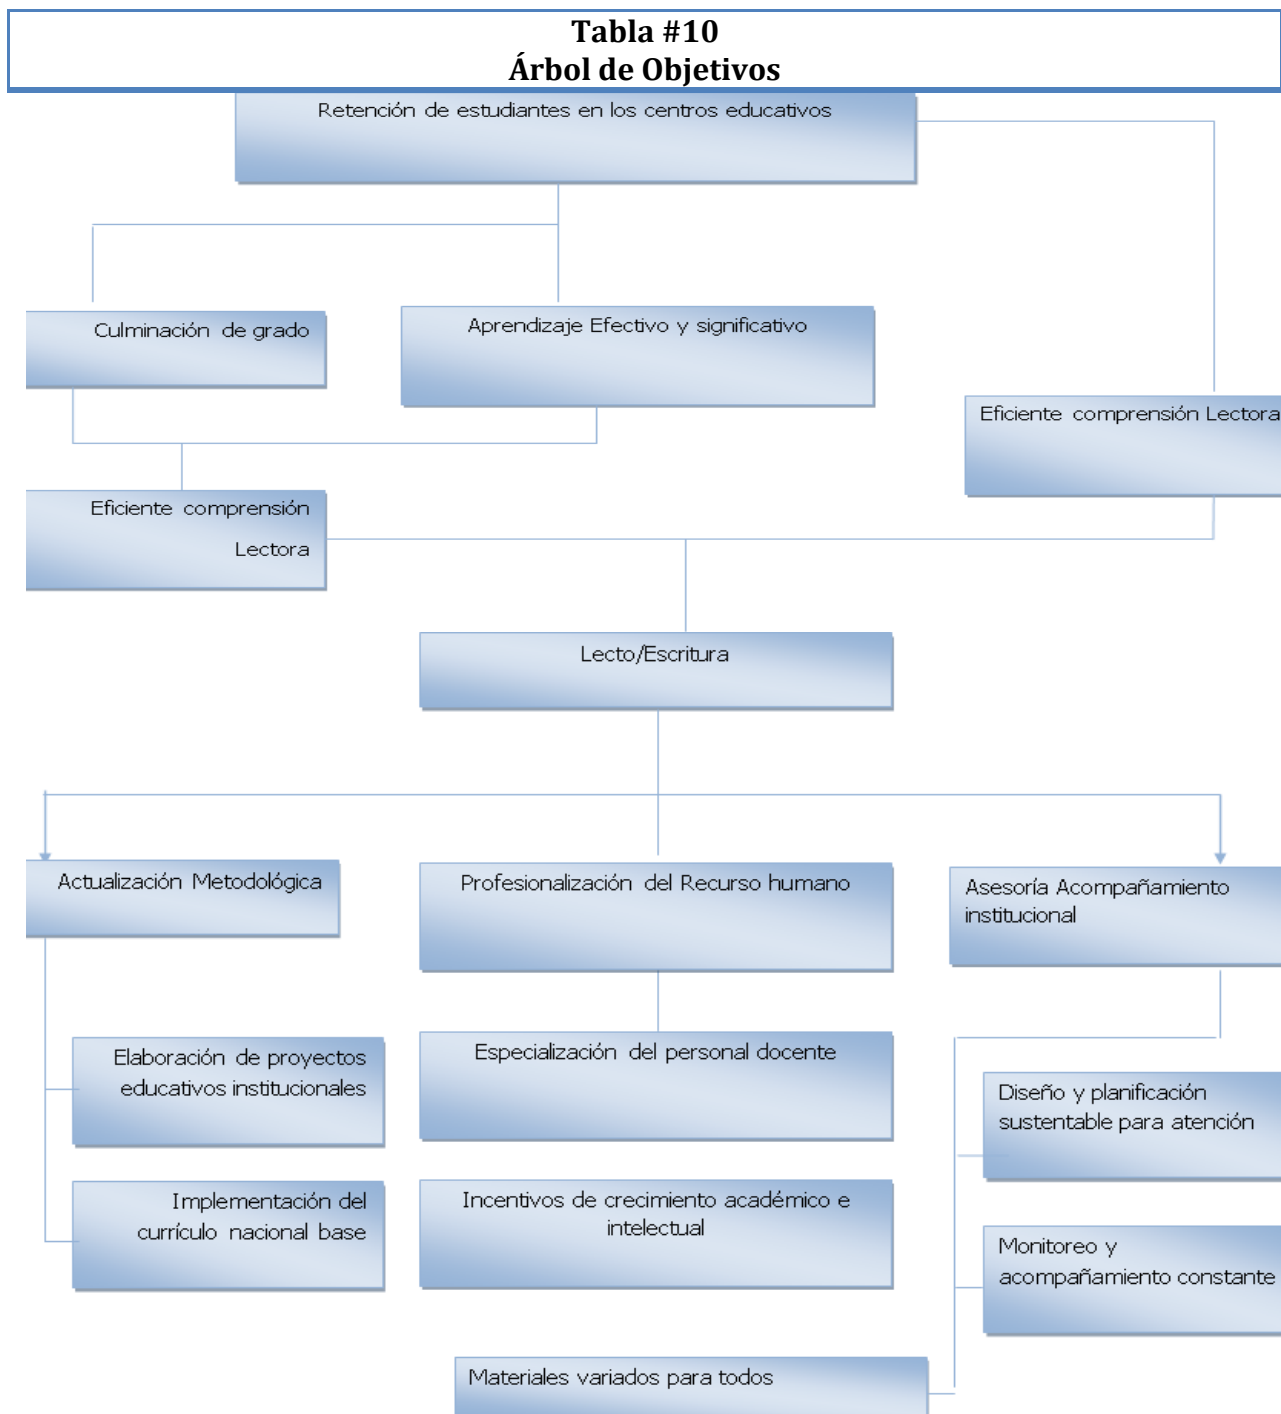 Tabla #10
Árbol de Objetivos
Retención de estudiantes en los centros educativos
Culminación de grado
Aprendizaje Efectivo y significativo
Eficiente comprensión Lectora
Eficiente comprensión
Lectora
Lecto/Escritura
Actualización Metodológica
Profesionalización del Recurso humano
Asesoría Acompañamiento
institucional
Elaboración de proyectos
educativos institucionales
Especialización del personal docente
Diseño y planificación
sustentable para atención
Implementación del
currículo nacional base
Incentivos de crecimiento académico e
intelectual
Monitoreo y
acompañamiento constante
Materiales variados para todos